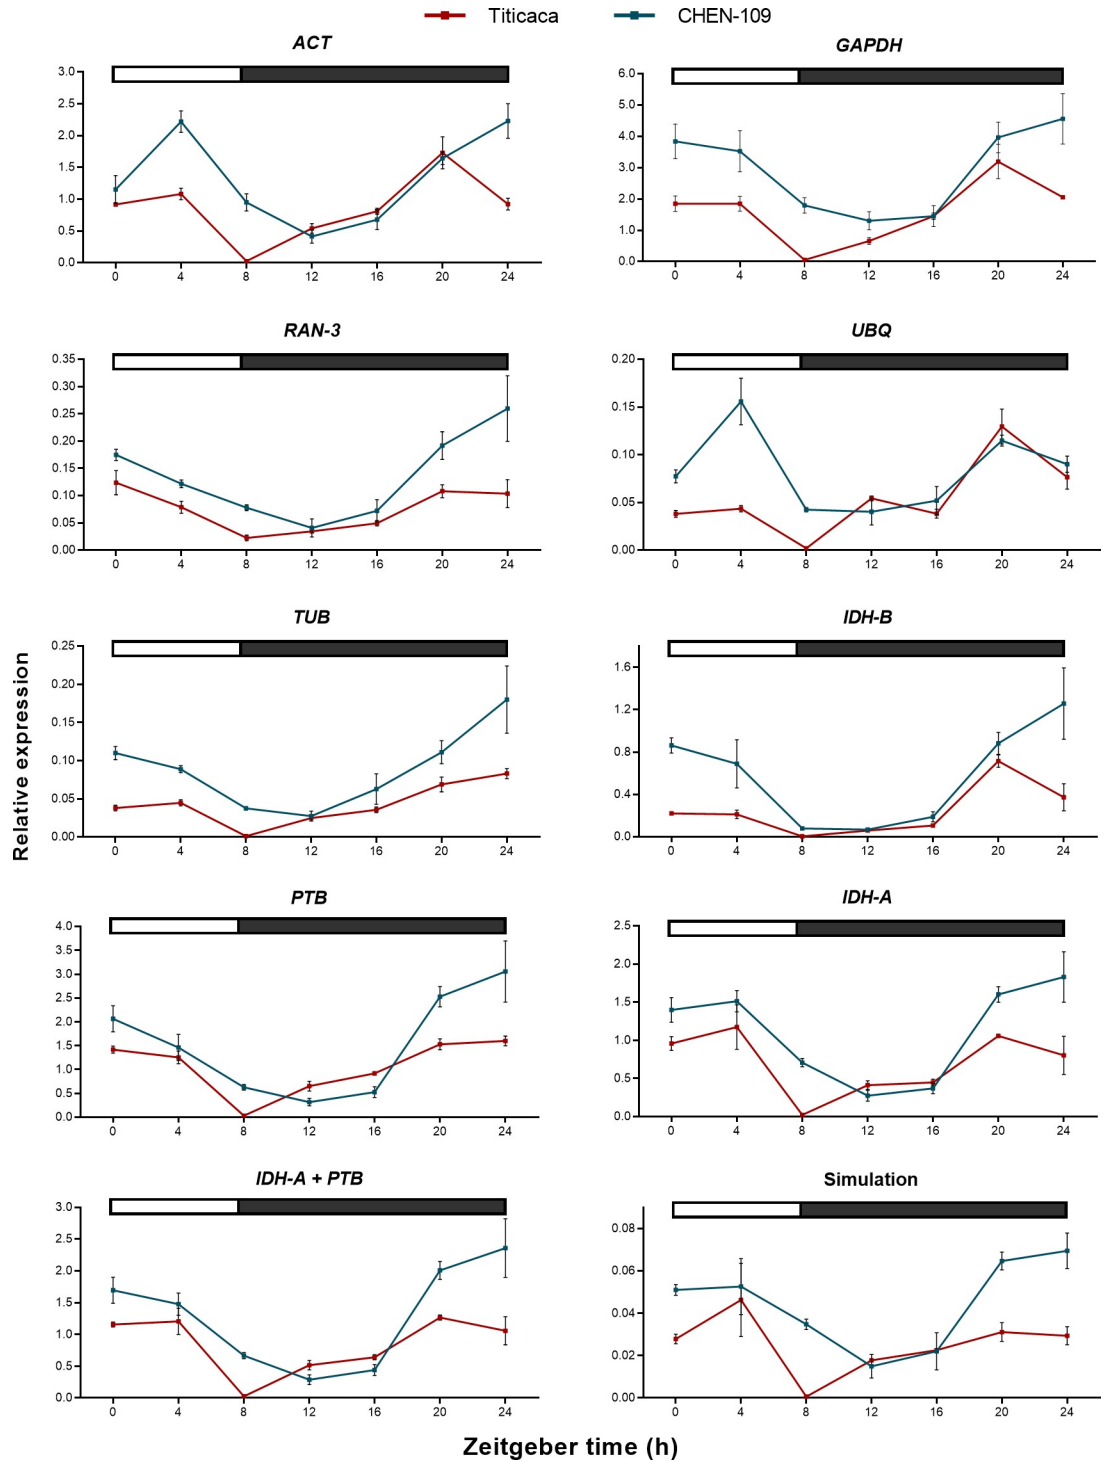 Titicaca CHEN-109
ACT
3.0
2.5
2.0
1.5
1.0
0.5
0.0
0 4 8 12 16 20 24
GAPDH
6.0
5.0
4.0
3.0
2.0
1.0
0.0
0 4 8 12 16 20 24
RAN-3
0.35
0.30
0.25
0.20
0.15
0.10
0.05
0.00
0 4 8 12 16 20 24
UBQ
0.20
0.15
0.10
0.05
0.00
0 4 8 12 16 20 24
Relative expression
TUB
0.25
0.20
0.15
0.10
0.05
0.00
0 4 8 12 16 20 24
IDH-B
1.6
1.2
0.8
0.4
0.0
0 4 8 12 16 20 24
PTB
4.0
3.5
3.0
2.5
2.0
1.5
1.0
0.5
0.0
0 4 8 12 16 20 24
IDH-A
2.5
2.0
1.5
1.0
0.5
0.0
0 4 8 12 16 20 24
IDH-A + PTB
3.0
2.5
2.0
1.5
1.0
0.5
0.0
0 4 8 12 16 20 24
Simulation
0.08
0.06
0.04
0.02
0.00
0 4 8 12 16 20 24
Zeitgeber time (h)